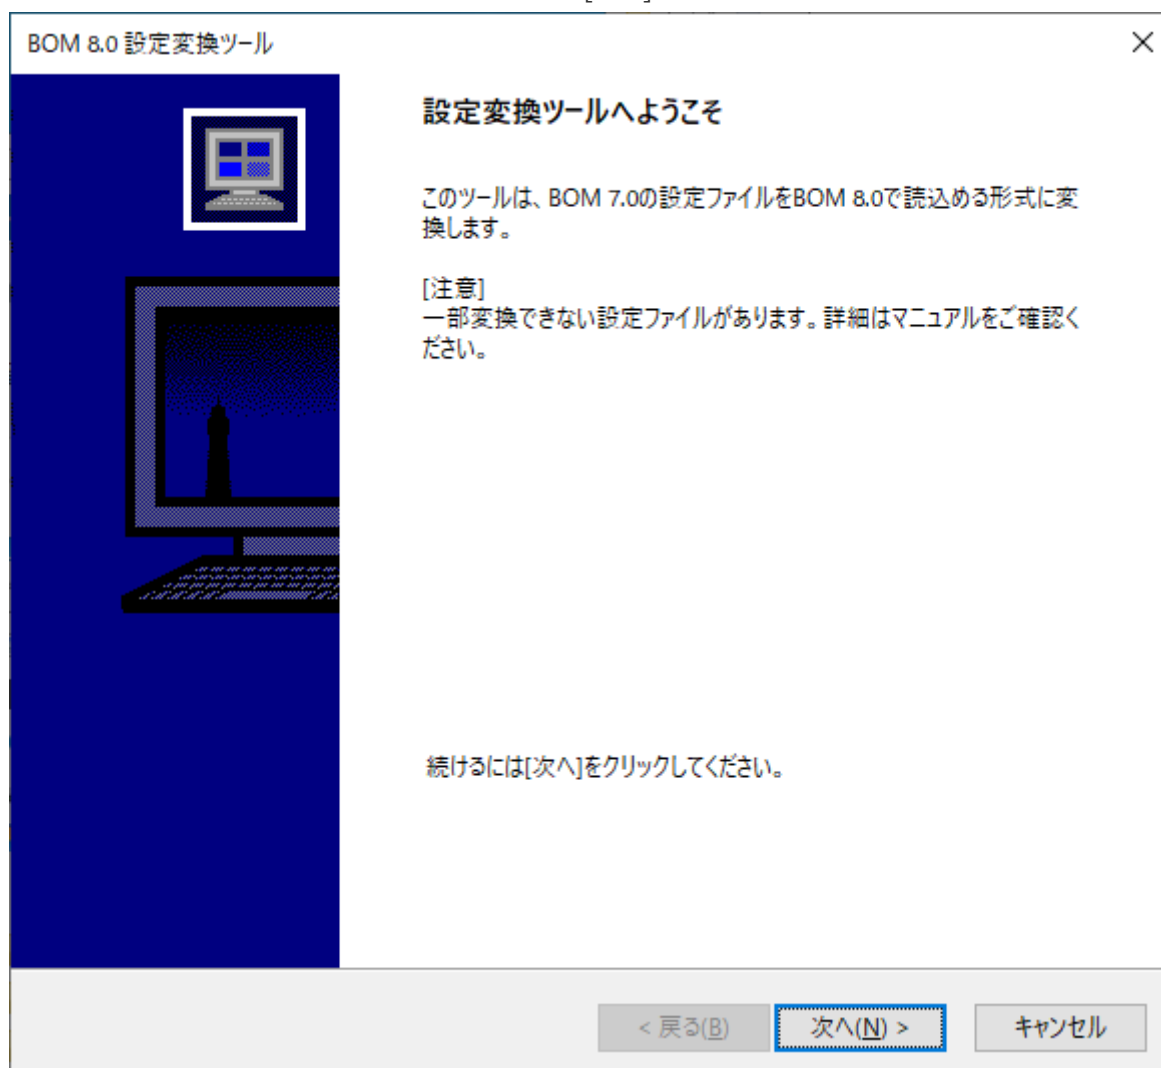 BOM 8.0 設定変換ツール
設定変換ツールへようこそ
このツールは、BOM 7.0の設定ファイルをBOM 8.0で読込める形式に変
換します。
[注意]
一部変換できない設定ファイルがあります。詳細はマニュアルをご確認く
ださい。
続けるには[次へ]をクリックしてください。
< 戻る(B)
次へ(N) >
キャンセル